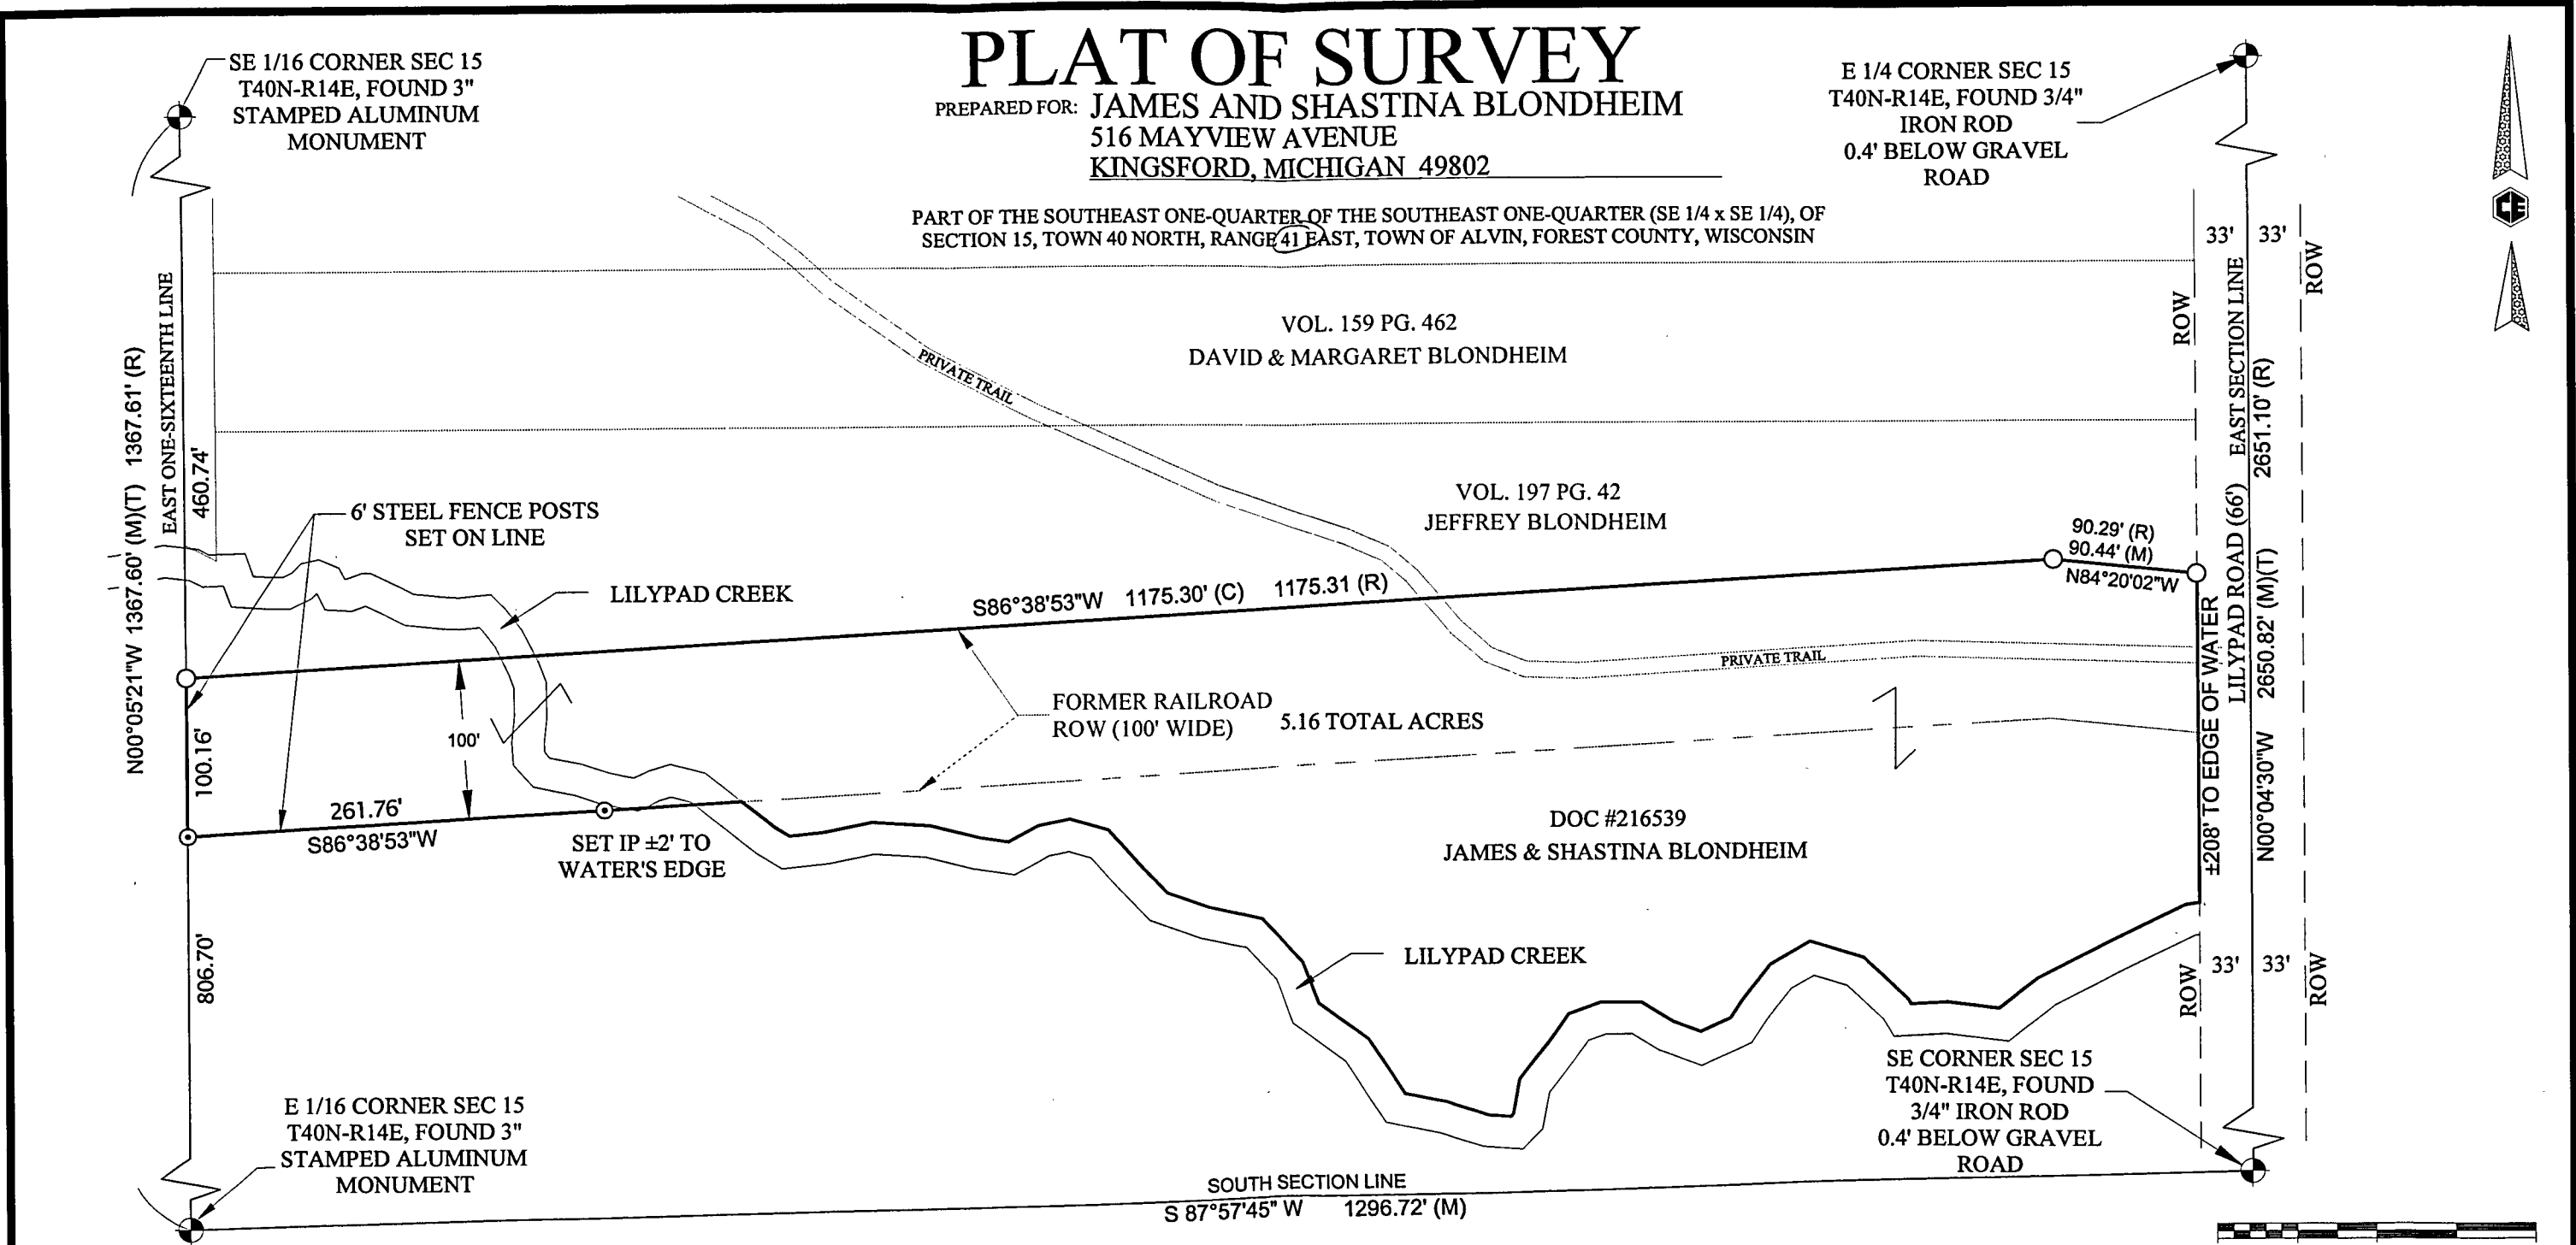 PLAT OF SURVEY
PREPARED FOR: JAMES AND SHASTINA BLONDHEIM
516 MAYVIEW AVENUE
KINGSFORD, MICHIGAN 49802
PART OF THE SOUTHEAST ONE-QUARTER OF THE SOUTHEAST ONE-QUARTER (SE 1/4 x SE 1/4), OF
SECTION 15, TOWN 40 NORTH, RANGE 41 EAST, TOWN OF ALVIN, FOREST COUNTY, WISCONSIN
SE 1/16 CORNER SEC 15
T40N-R14E, FOUND 3"
STAMPED ALUMINUM
MONUMENT
E 1/4 CORNER SEC 15
T40N-R14E, FOUND 3/4"
IRON ROD
0.4' BELOW GRAVEL
ROAD
CE
33' 33'
ROW
ROW
EAST SECTION LINE
2651.10' (R)
VOL. 159 PG. 462
DAVID & MARGARET BLONDHEIM
PRIVATE TRAIL
N00°05'21"W 1367.60' (M)(T) 1367.61' (R)
EAST ONE-SIXTEENTH LINE
460.74'
6' STEEL FENCE POSTS
SET ON LINE
VOL. 197 PG. 42
JEFFREY BLONDHEIM
90.29' (R)
90.44' (M)
N84°20'02"W
LILYPAD CREEK
S86°38'53"W 1175.30' (C) 1175.31 (R)
LILYPAD ROAD (66')
N00°04'30"W 2650.82' (M)(T)
±208' TO EDGE OF WATER
PRIVATE TRAIL
FORMER RAILROAD
ROW (100' WIDE)
5.16 TOTAL ACRES
100'
100.16'
261.76'
S86°38'53"W
SET IP ±2' TO
WATER'S EDGE
DOC #216539
JAMES & SHASTINA BLONDHEIM
LILYPAD CREEK
806.70'
33' 33'
ROW
ROW
SE CORNER SEC 15
T40N-R14E, FOUND
3/4" IRON ROD
0.4' BELOW GRAVEL
ROAD
E 1/16 CORNER SEC 15
T40N-R14E, FOUND 3"
STAMPED ALUMINUM
MONUMENT
SOUTH SECTION LINE
S 87°57'45" W 1296.72' (M)